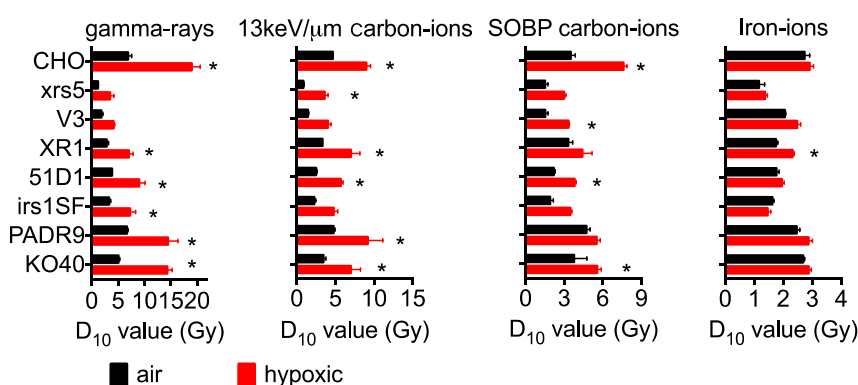 gamma-rays 13keV/μm carbon-ions SOBP carbon-ions Iron-ions
CHO * * *
xrs5 *
V3 *
XR1 * * *
51D1 * * *
irs1SF *
PADR9 * *
KO40 * * *
0 5 10 15 20 0 5 10 15 0 3 6 9 0 1 2 3 4
D₁₀ value (Gy) D₁₀ value (Gy) D₁₀ value (Gy) D₁₀ value (Gy)
air hypoxic